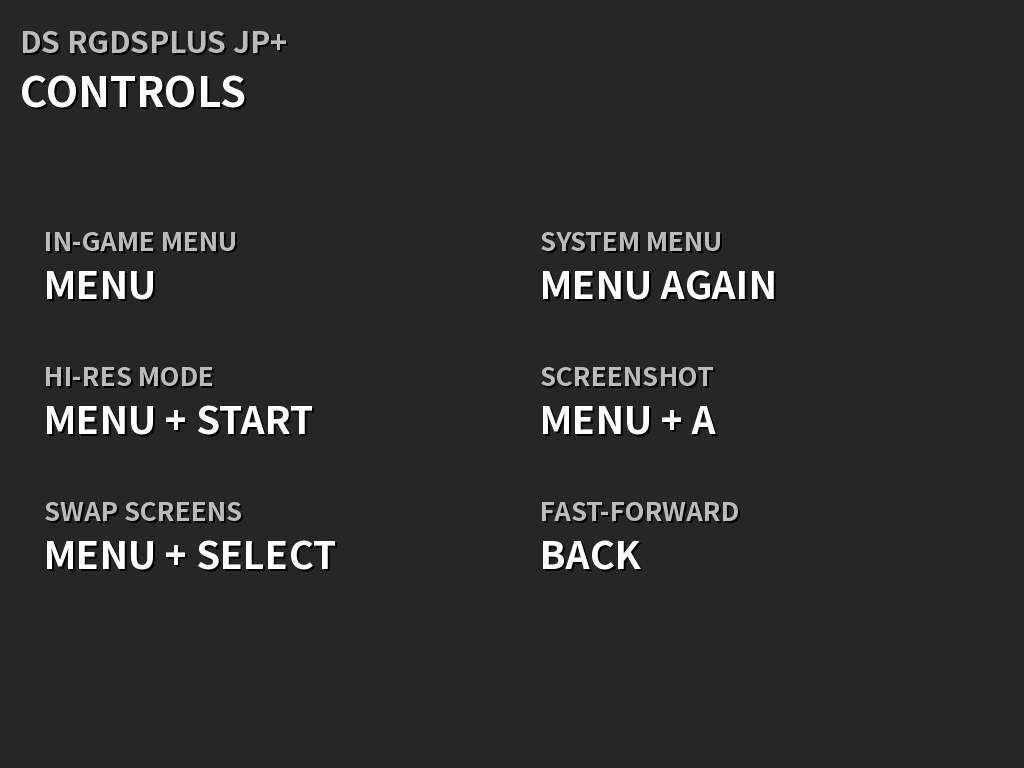 DS RGDSPLUS JP+
CONTROLS
IN-GAME MENU
MENU
SYSTEM MENU
MENU AGAIN
HI-RES MODE
MENU + START
SCREENSHOT
MENU + A
SWAP SCREENS
MENU + SELECT
FAST-FORWARD
BACK